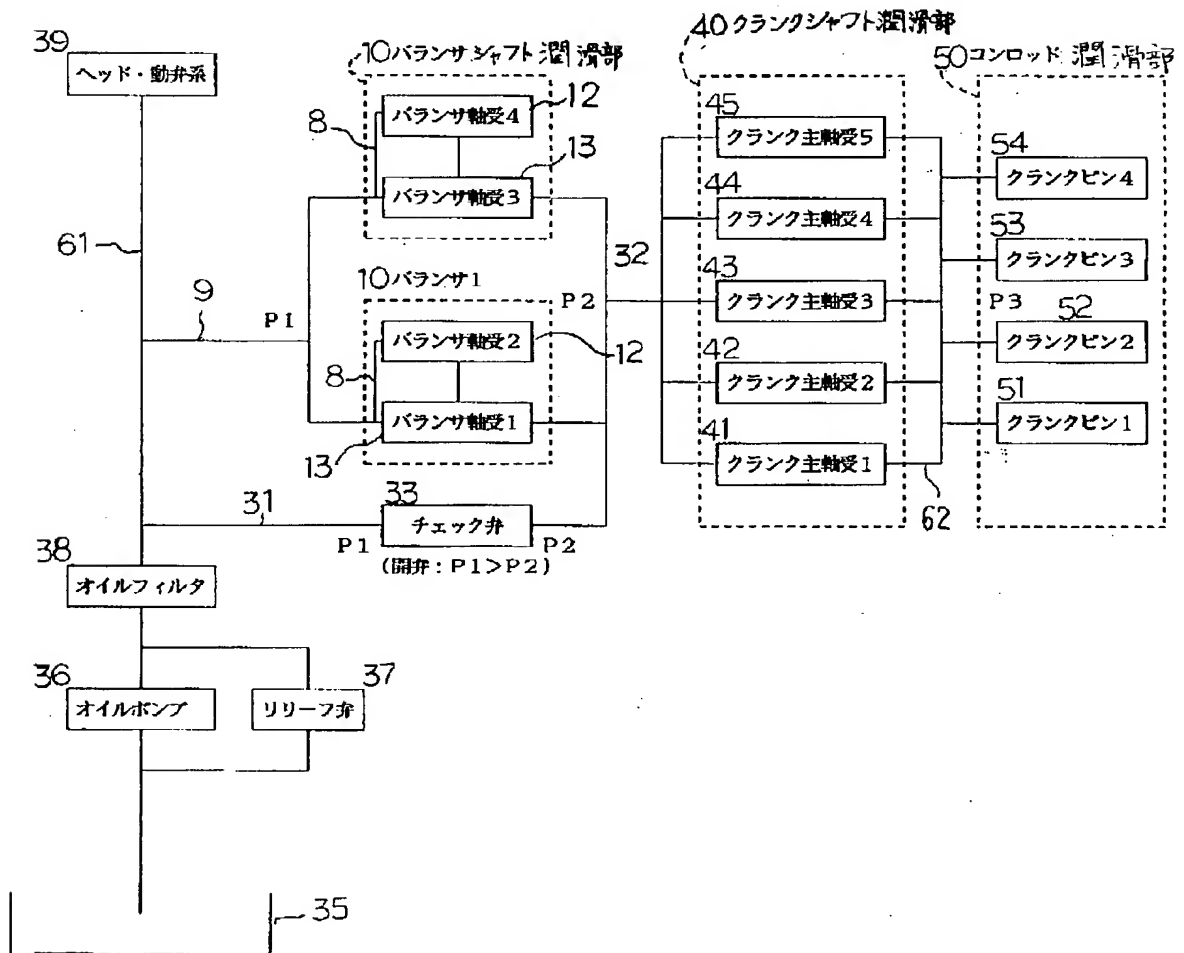 39
ヘッド・動弁系
61
9
P1
10バランサシャフト潤滑部
8
バランサ軸受4
12
バランサ軸受3
13
10バランサ1
8
バランサ軸受2
12
バランサ軸受1
13
P2
32
31
33
チェック弁
P1
P2
(開弁:P1>P2)
40クランクシャフト潤滑部
45
クランク主軸受5
44
クランク主軸受4
43
クランク主軸受3
42
クランク主軸受2
41
クランク主軸受1
62
50コンロッド潤滑部
54
クランクピン4
53
クランクピン3
P3
52
クランクピン2
51
クランクピン1
38
オイルフィルタ
36
オイルポンプ
37
リリーフ弁
35